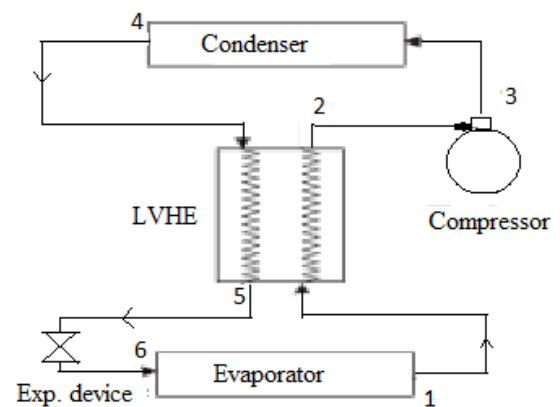 4
Condenser
2
3
LVHE
Compressor
5
6
Evaporator
Exp. device
1